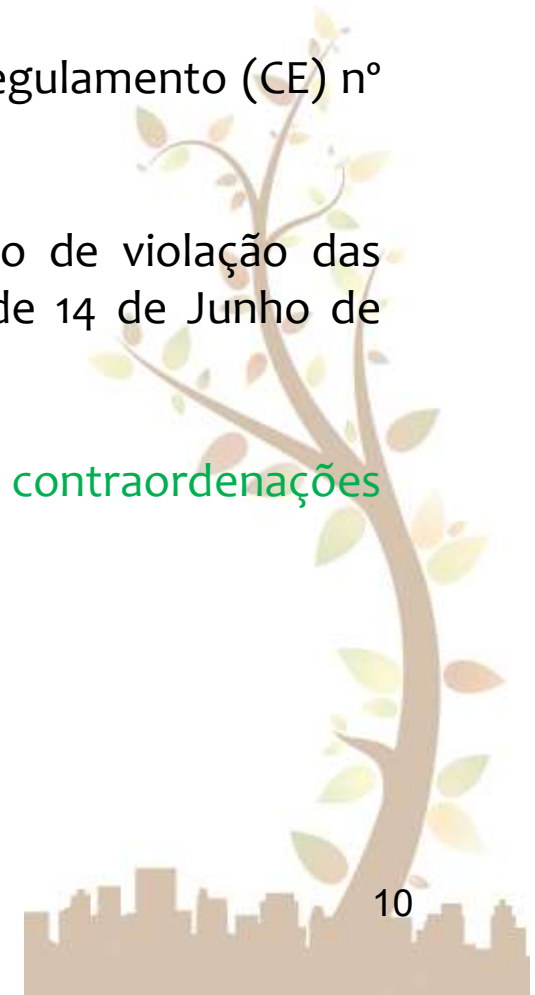 egulamento (CE) nº
o de violação das
de 14 de Junho de
contraordenações
10